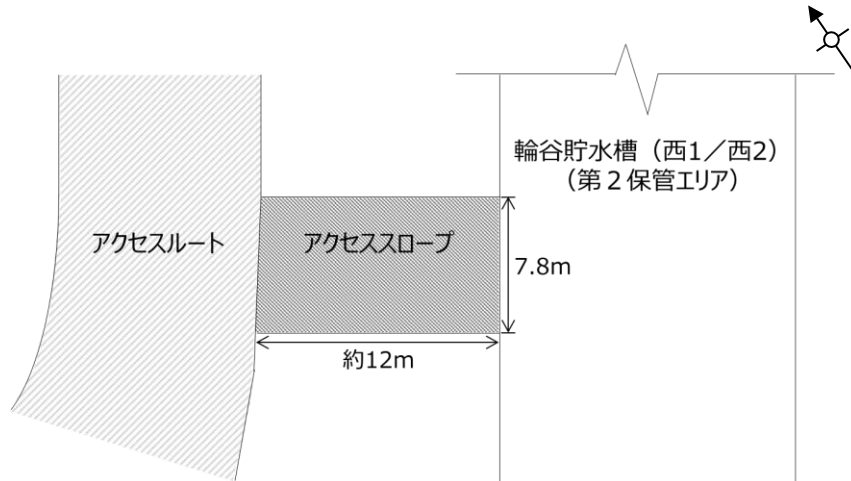 輪谷貯水槽（西1／西2）
（第２保管エリア）
アクセスルート
アクセススロープ
7.8m
約12m